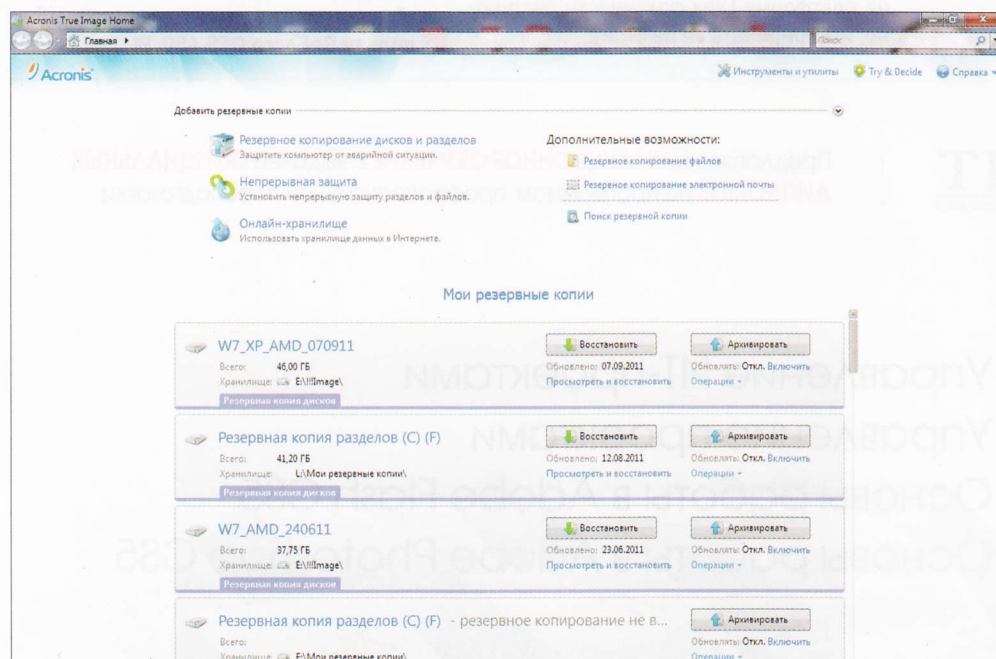 Acronis True Image Home
Главная
Поиск
Acronis
Инструменты и утилиты
Try & Decide
Справка
Добавить резервные копии
Резервное копирование дисков и разделов
Защитить компьютер от аварийной ситуации.
Непрерывная защита
Установить непрерывную защиту разделов и файлов.
Онлайн-хранилище
Использовать хранилище данных в Интернете.
Дополнительные возможности:
Резервное копирование файлов
Резервное копирование электронной почты
Поиск резервной копии
Мои резервные копии
W7_XP_AMD_070911
Всего: 46,00 ГБ
Хранилище: E:\!!!Image\
Резервная копия дисков
Восстановить
Обновлено: 07.09.2011
Просмотреть и восстановить
Архивировать
Обновлять: Откл. Включить
Операции
Резервная копия разделов (C) (F)
Всего: 41,20 ГБ
Хранилище: L:\Мои резервные копии\
Резервная копия дисков
Восстановить
Обновлено: 12.08.2011
Просмотреть и восстановить
Архивировать
Обновлять: Откл. Включить
Операции
W7_AMD_240611
Всего: 37,75 ГБ
Хранилище: E:\!!!Image\
Резервная копия дисков
Восстановить
Обновлено: 23.06.2011
Просмотреть и восстановить
Архивировать
Обновлять: Откл. Включить
Операции
Резервная копия разделов (C) (F) - резервное копирование не в...
Всего:
Хранилище: F:\Мои резервные копии\
Архивировать
Обновлять: Откл. Включить
Операции